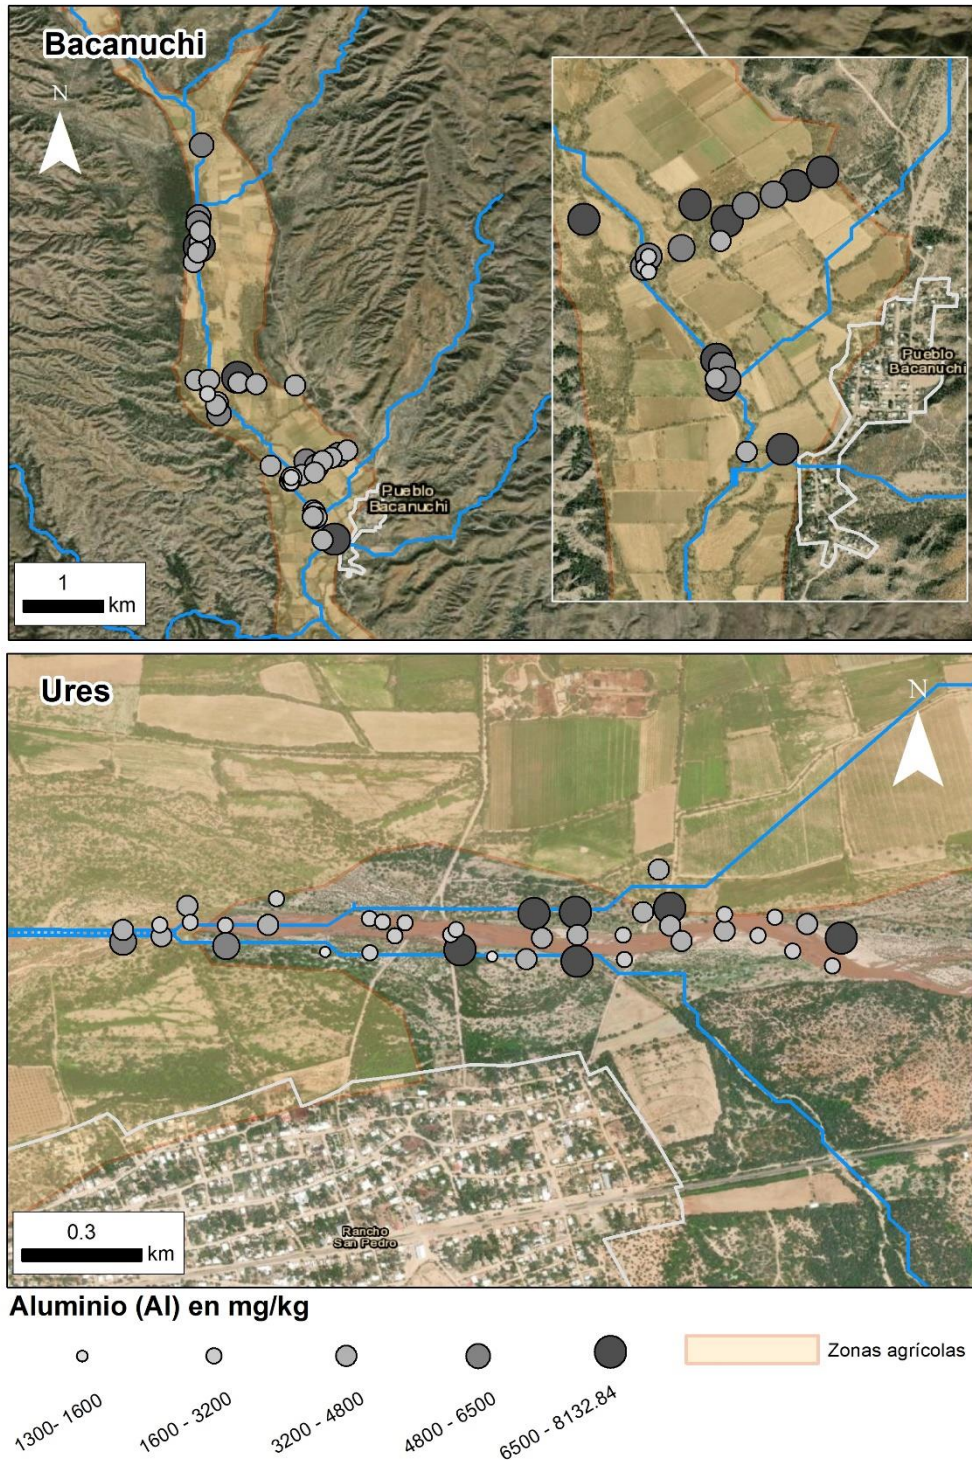 Bacanuchi
N
Pueblo
Bacanuchi
Pueblo
Bacanuchi
1
km
Ures
N
Rancho
San Pedro
0.3
km
Aluminio (Al) en mg/kg
Zonas agrícolas
1300- 1600
1600 - 3200
3200 - 4800
4800 - 6500
6500 - 8132.84